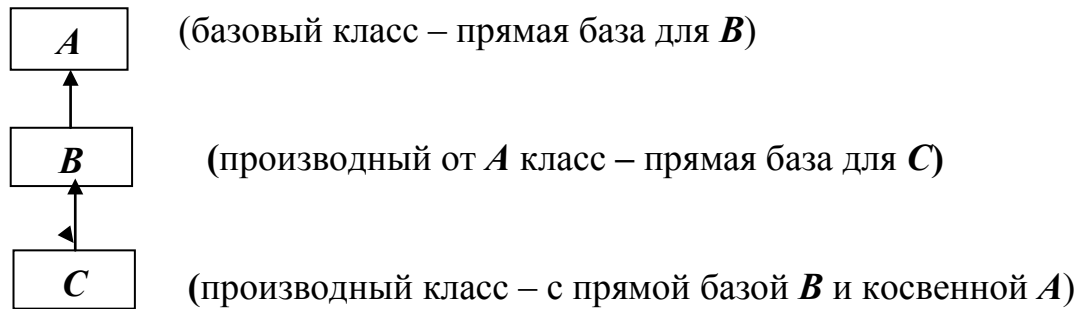 A (базовый класс – прямая база для B)
B (производный от A класс – прямая база для C)
C (производный класс – с прямой базой B и косвенной A)